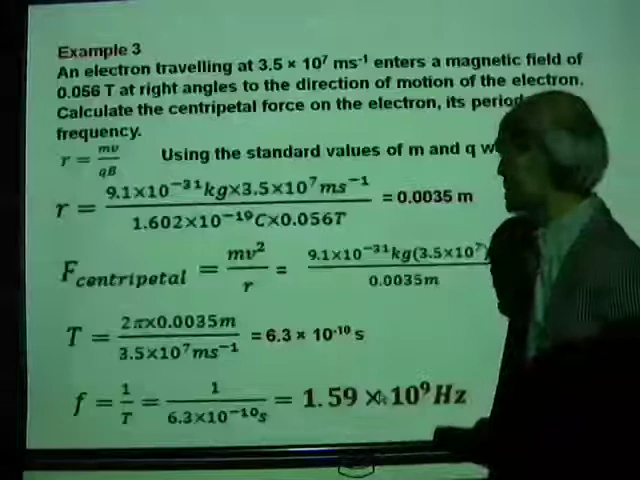 Example 3
An electron travelling at 3.5 × 10⁷ ms⁻¹ enters a magnetic field of
0.056 T at right angles to the direction of motion of the electron.
Calculate the centripetal force on the electron, its period
frequency.
r = mv/qB Using the standard values of m and q w
r = 9.1×10⁻³¹kg×3.5×10⁷ms⁻¹ / 1.602×10⁻¹⁹C×0.056T = 0.0035 m
F centripetal = mv²/r = 9.1×10⁻³¹kg(3.5×10⁷) / 0.0035m
T = 2π×0.0035m / 3.5×10⁷ms⁻¹ = 6.3 × 10⁻¹⁰ s
f = 1/T = 1 / 6.3×10⁻¹⁰s = 1.59 × 10⁹Hz